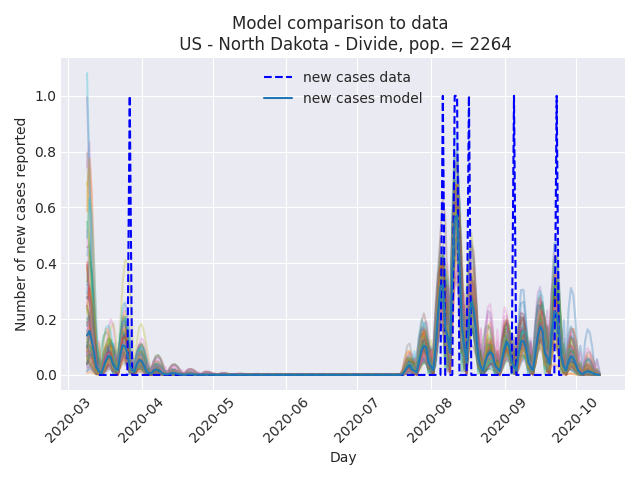 Model comparison to data
US - North Dakota - Divide, pop. = 2264
new cases data
new cases model
Number of new cases reported
1.0
0.8
0.6
0.4
0.2
0.0
2020-03
2020-04
2020-05
2020-06
2020-07
2020-08
2020-09
2020-10
Day